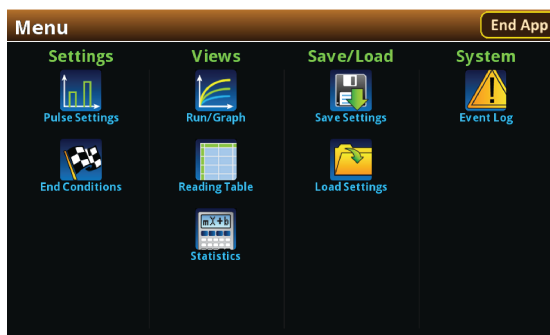 Menu
End App
Settings Views Save/Load System
Pulse Settings Run/Graph Save Settings Event Log
End Conditions Reading Table Load Settings
mX+b
Statistics